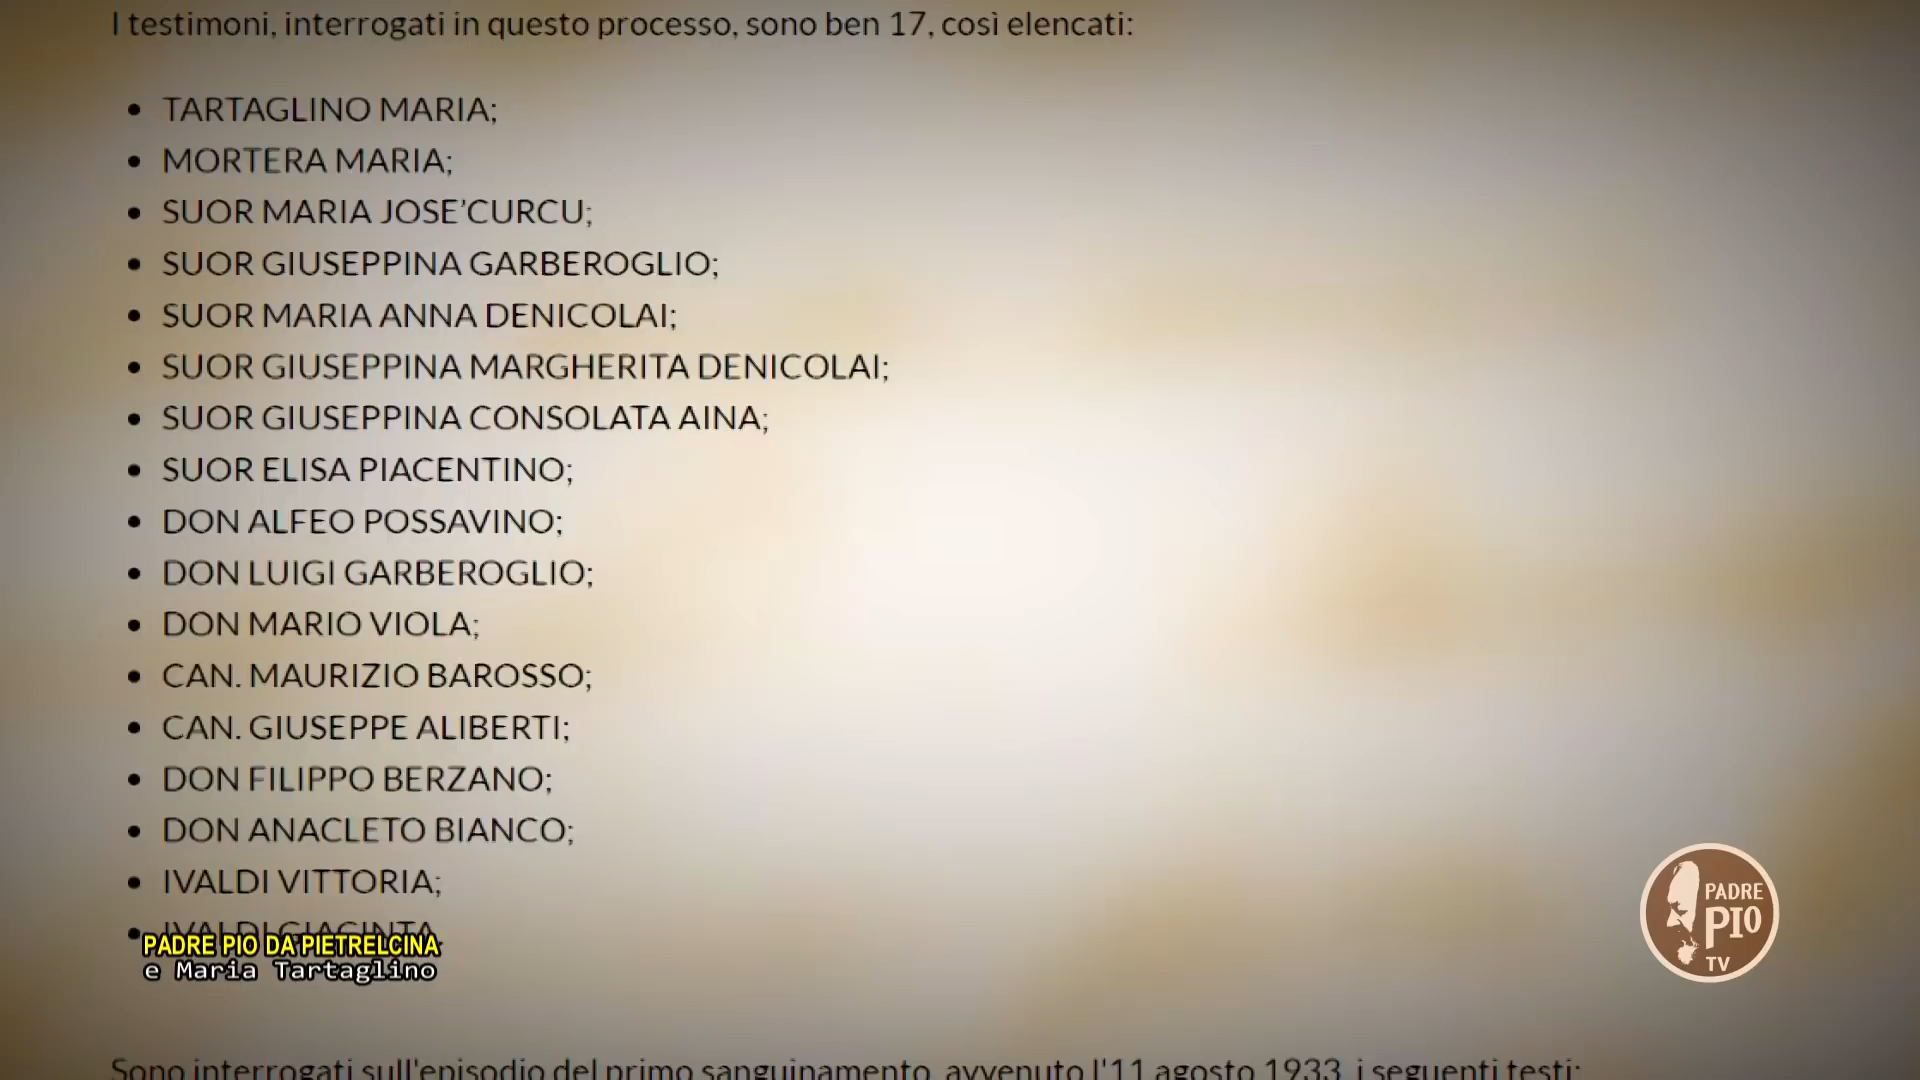 I testimoni, interrogati in questo processo, sono ben 17, così elencati:
• TARTAGLINO MARIA;
• MORTERA MARIA;
• SUOR MARIA JOSE’CURCU;
• SUOR GIUSEPPINA GARBEROGLIO;
• SUOR MARIA ANNA DENICOLAI;
• SUOR GIUSEPPINA MARGHERITA DENICOLAI;
• SUOR GIUSEPPINA CONSOLATA AINA;
• SUOR ELISA PIACENTINO;
• DON ALFEO POSSAVINO;
• DON LUIGI GARBEROGLIO;
• DON MARIO VIOLA;
• CAN. MAURIZIO BAROSSO;
• CAN. GIUSEPPE ALIBERTI;
• DON FILIPPO BERZANO;
• DON ANACLETO BIANCO;
• IVALDI VITTORIA;
• IVALDI GIACINTA
PADRE PIO DA PIETRELCINA
e Maria Tartaglino
PADRE
PIO
TV
Sono interrogati sull'episodio del primo sanguinamento, avvenuto l'11 agosto 1933, i seguenti testi: